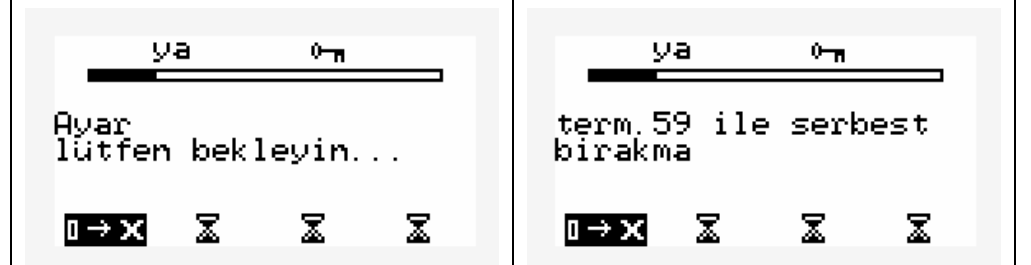 ya
Ayar
lütfen bekleyin...
ya
term.59 ile serbest
birakma